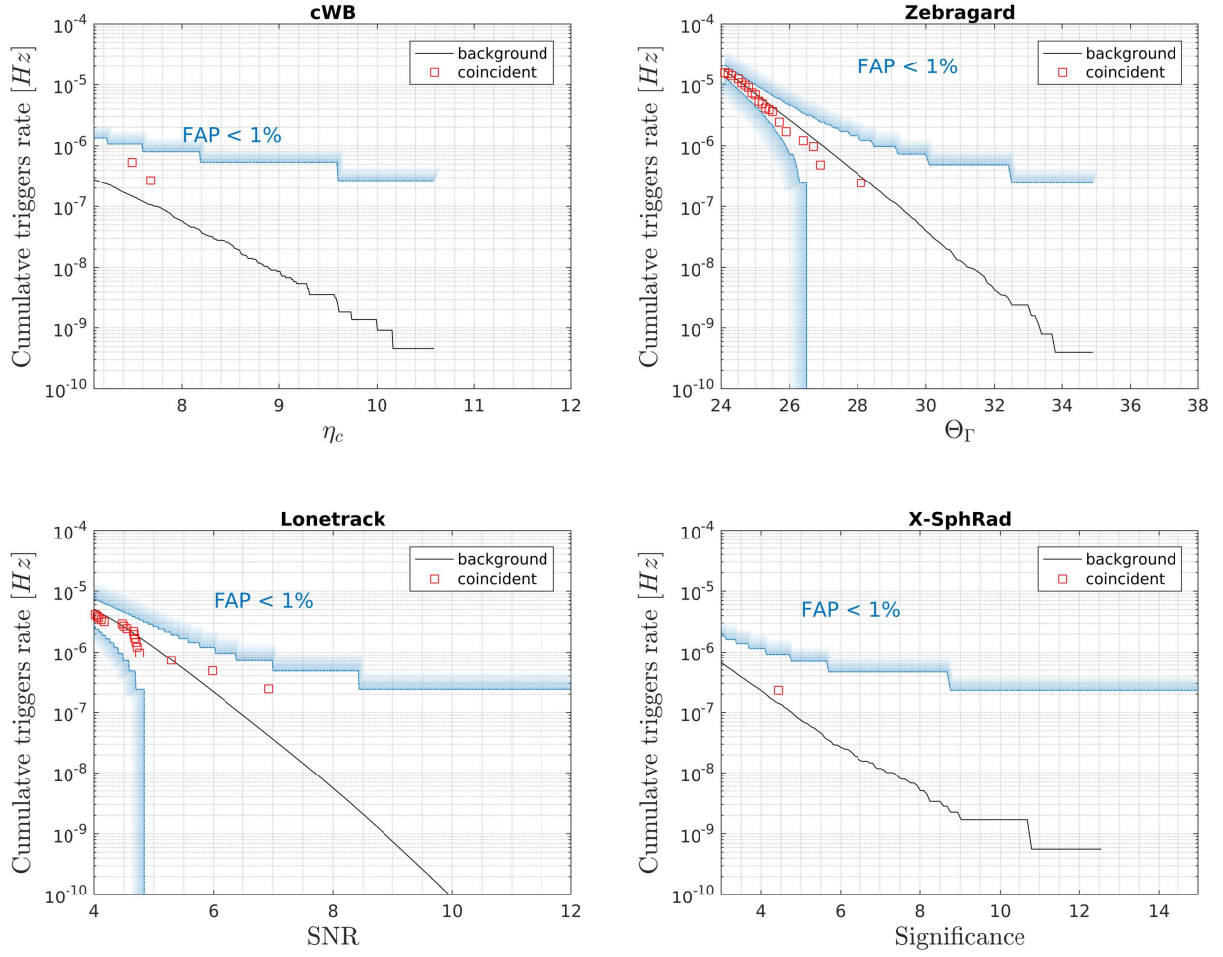 cWB
Cumulatve triggers rate [Hz]
10-4
10-5
10-6
10-7
10-8
10-9
10-10
background
coincident
FAP < 1%
8
9
10
11
12
ηc
Zebragard
Cumulatve triggers rate [Hz]
10-4
10-5
10-6
10-7
10-8
10-9
10-10
background
coincident
FAP < 1%
24
26
28
30
32
34
36
38
ΘΓ
Lonetrack
Cumulatve triggers rate [Hz]
10-4
10-5
10-6
10-7
10-8
10-9
10-10
background
coincident
FAP < 1%
4
6
8
10
12
SNR
X-SphRad
Cumulatve triggers rate [Hz]
10-4
10-5
10-6
10-7
10-8
10-9
10-10
background
coincident
FAP < 1%
4
6
8
10
12
14
Significance